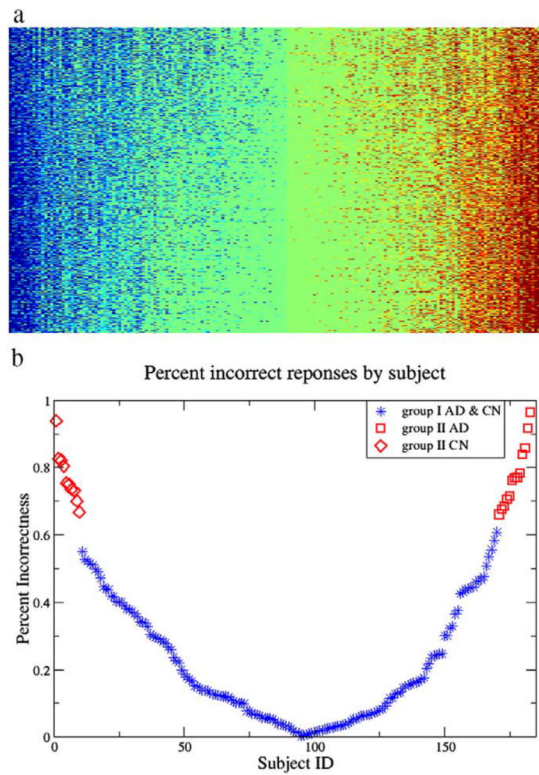 a
b
Percent incorrect reponses by subject
1
group I AD & CN
group II AD
group II CN
0.8
0.6
0.4
0.2
0
Percent Incorrectness
0 50 100 150
Subject ID